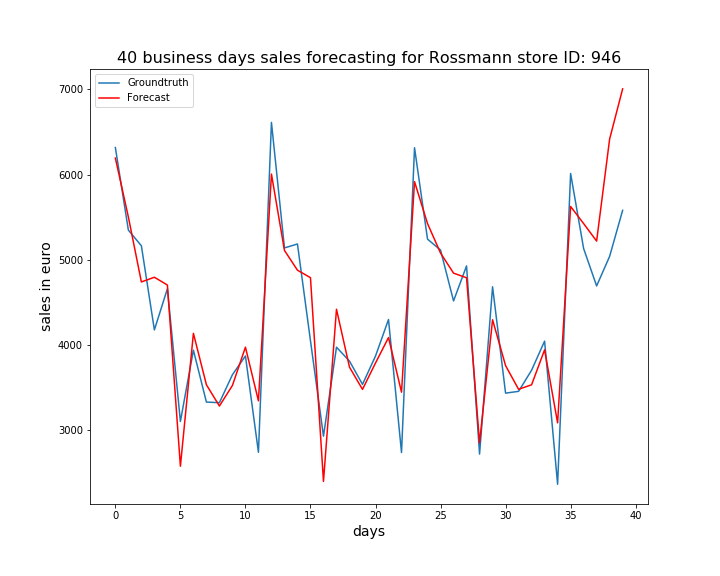 40 business days sales forecasting for Rossmann store ID: 946
Groundtruth
Forecast
7000
6000
5000
4000
3000
sales in euro
0 5 10 15 20 25 30 35 40
days